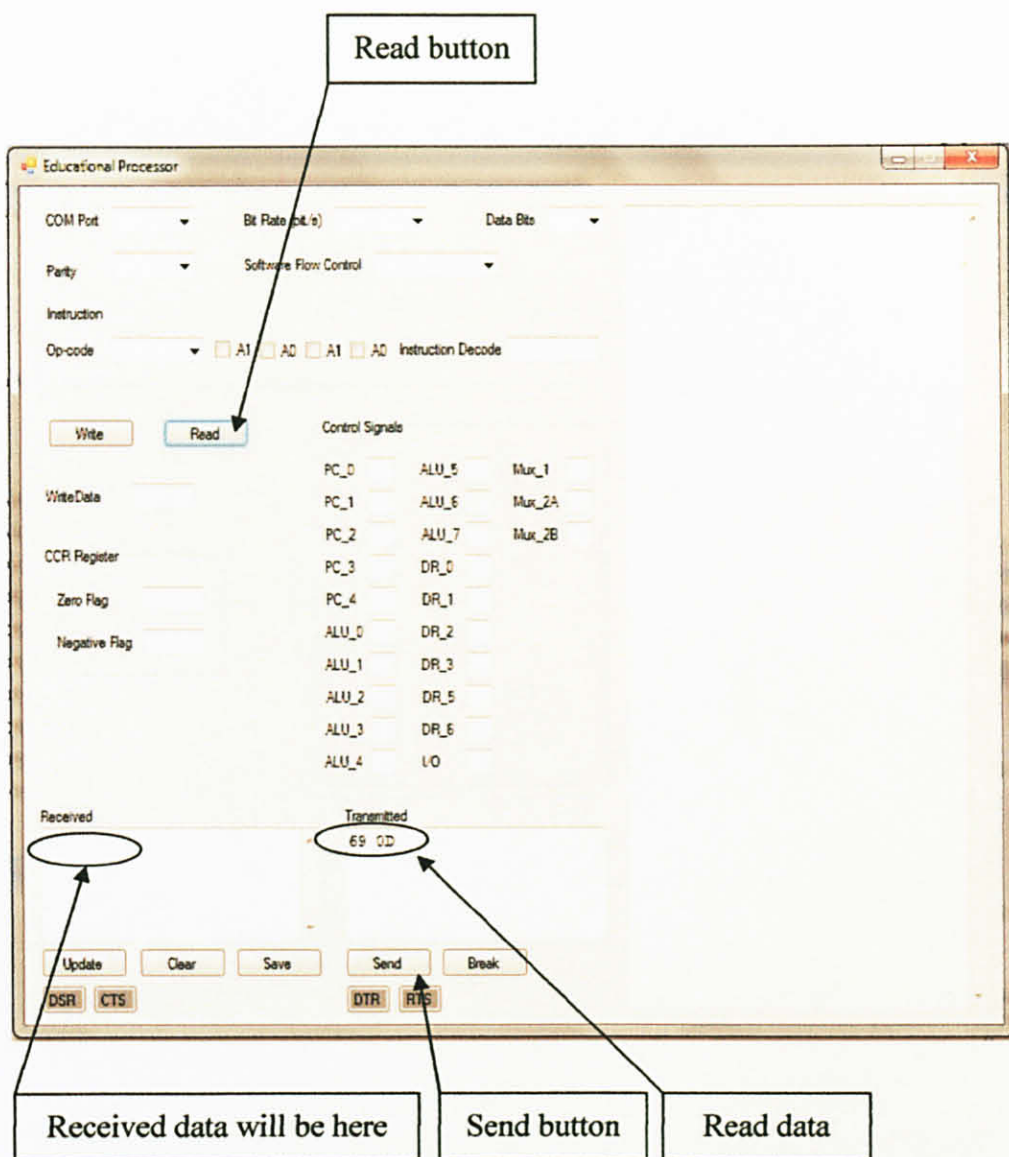 Read button
Educational Processor
COM Port Bit Rate (bit/s) Data Bits
Parity Software Flow Control
Instruction
Op-code A1 A0 A1 A0 Instruction Decode
Write Read Control Signals
PC_0 ALU_5 Mux_1
WriteData PC_1 ALU_6 Mux_2A
PC_2 ALU_7 Mux_2B
CCR Register PC_3 DR_0
Zero Flag PC_4 DR_1
Negative Flag ALU_0 DR_2
ALU_1 DR_3
ALU_2 DR_5
ALU_3 DR_6
ALU_4 I/O
Received Transmitted
69 0D
Update Clear Save Send Break
DSR CTS DTR RTS
Received data will be here Send button Read data